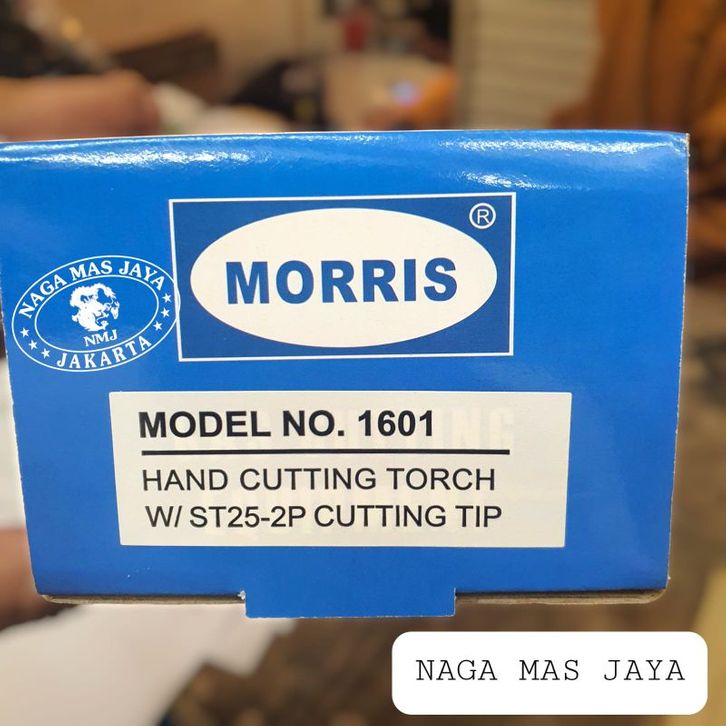 MORRIS ®
NAGA MAS JAYA
NMJ
JAKARTA
MODEL NO. 1601
HAND CUTTING TORCH
W/ ST25-2P CUTTING TIP
NAGA MAS JAYA